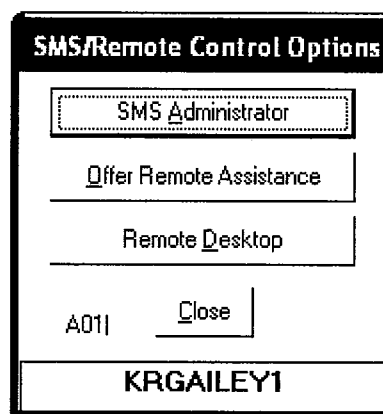 SMS/Remote Control Options
SMS Administrator
Offer Remote Assistance
Remote Desktop
A01|
Close
KRGAILEY1